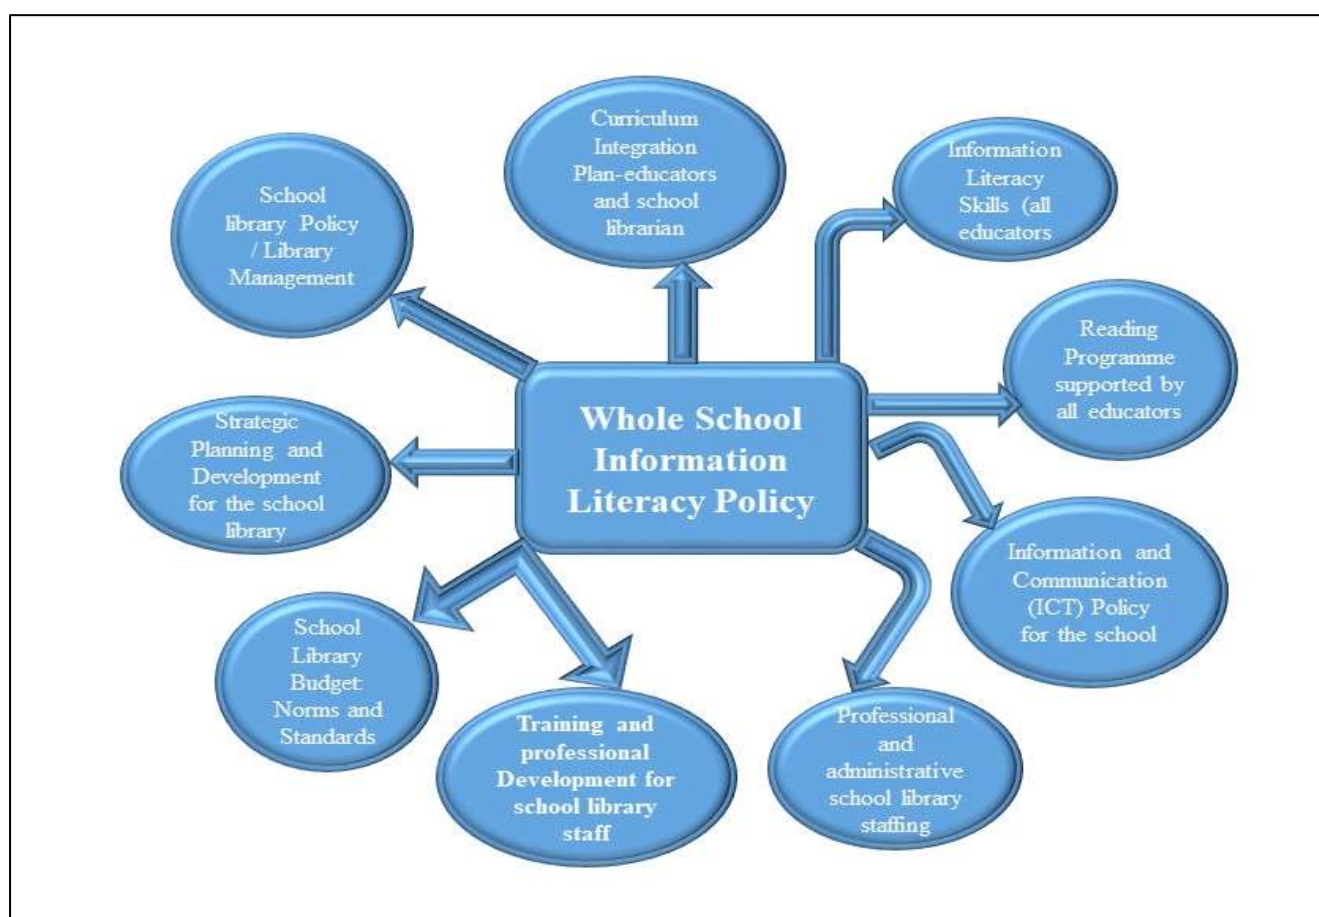 Curriculum
Integration
Plan-educators
and school
librarian
Information
Literacy
Skills (all
educators
School
library Policy
/ Library
Management
Reading
Programme
supported by
all educators
Whole School
Information
Literacy Policy
Strategic
Planning and
Development
for the school
library
Information and
Communication
(ICT) Policy
for the school
School
Library
Budget:
Norms and
Standards
Training and
professional
Development for
school library
staff
Professional
and
administrative
school library
staffing